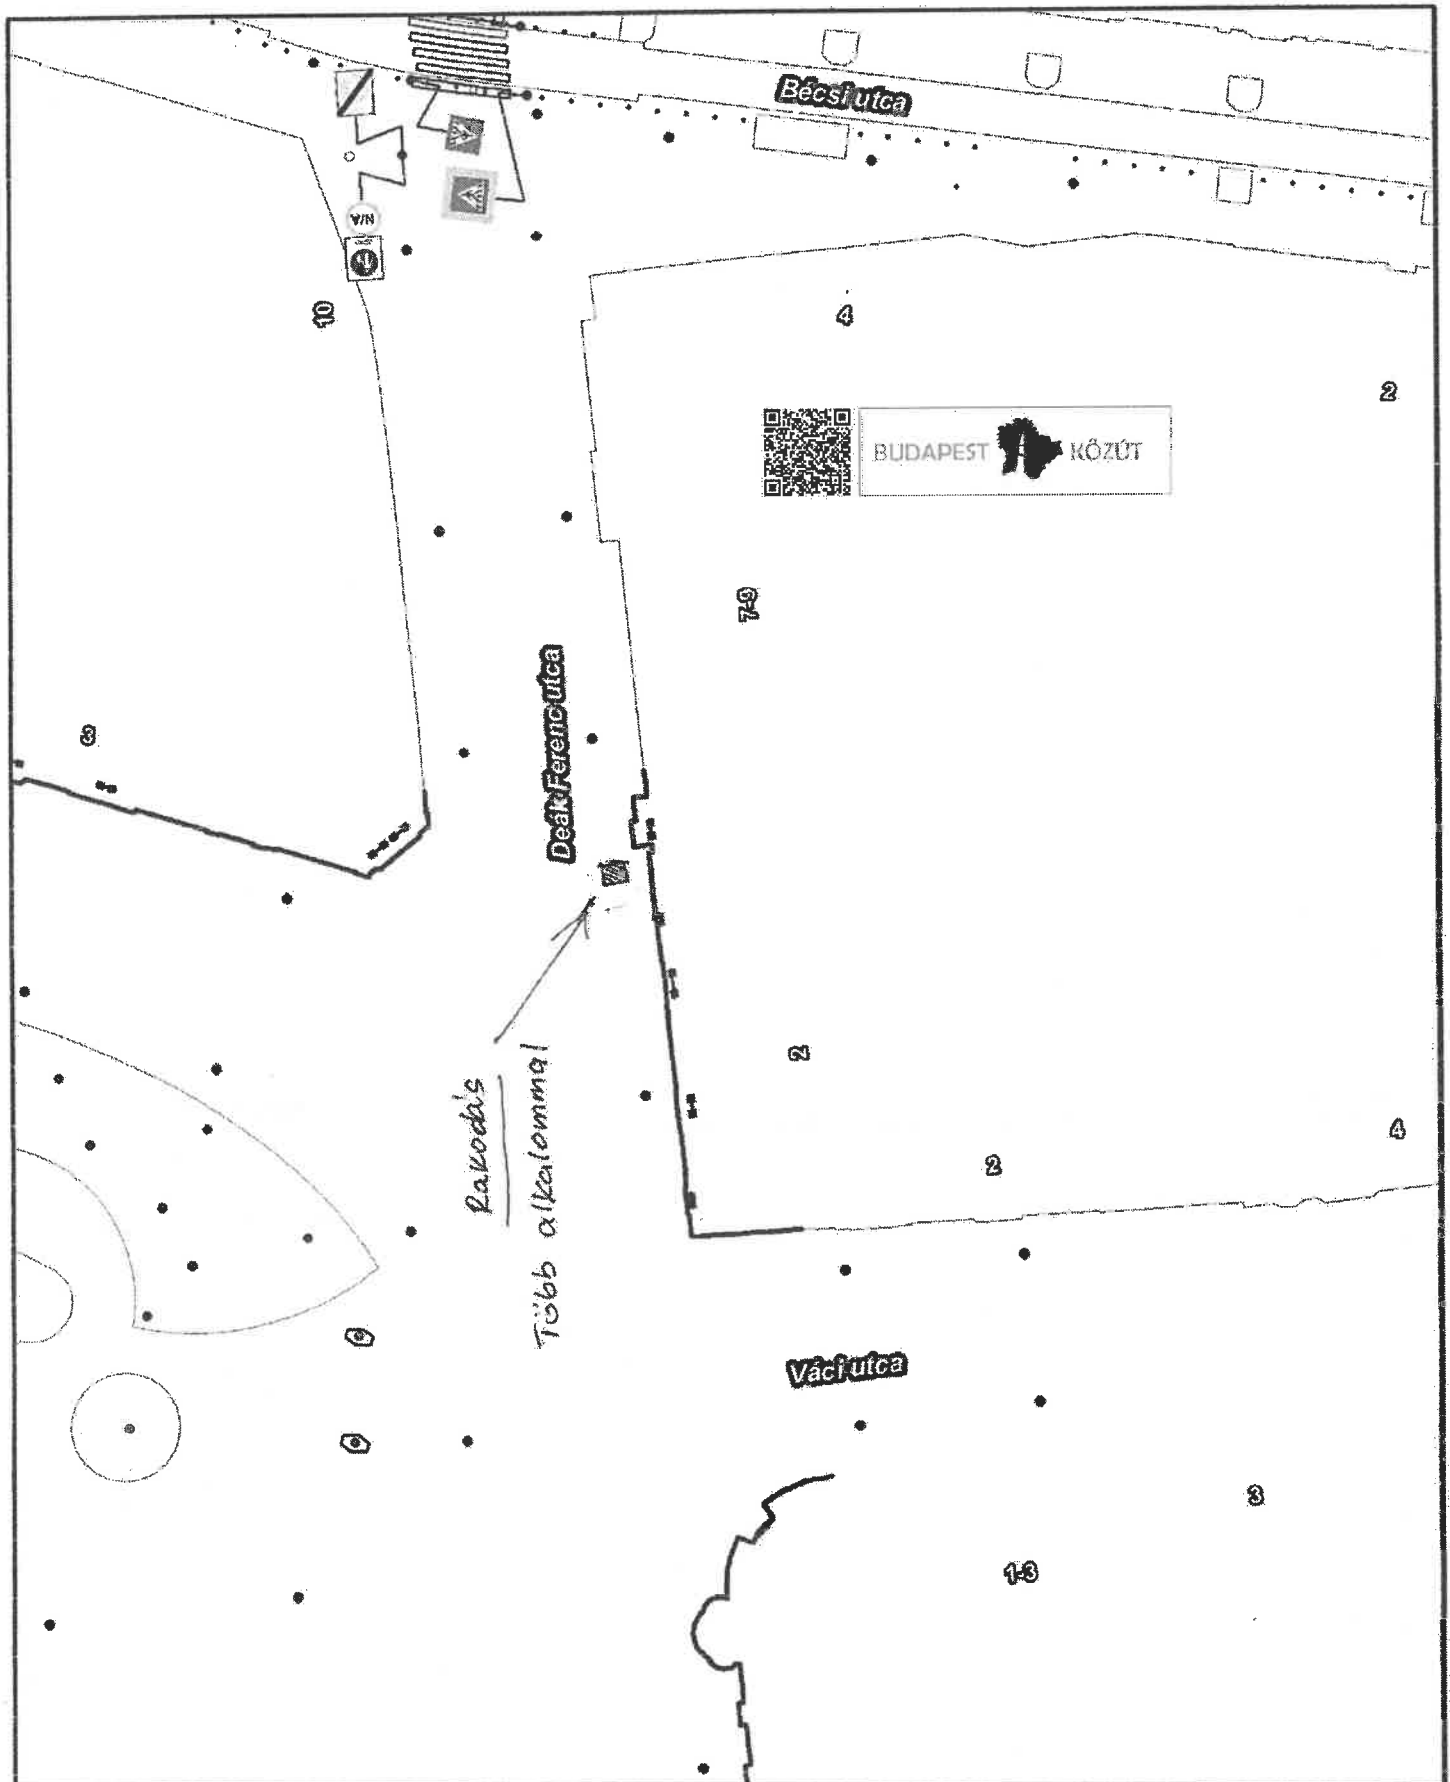 Bécsi utca
N/A
10
4
2
BUDAPEST KÖZÚT
7-9
Deák Ferenc utca
3
Rakodás
Több alkalommal
2
2
4
Váci utca
3
1-3